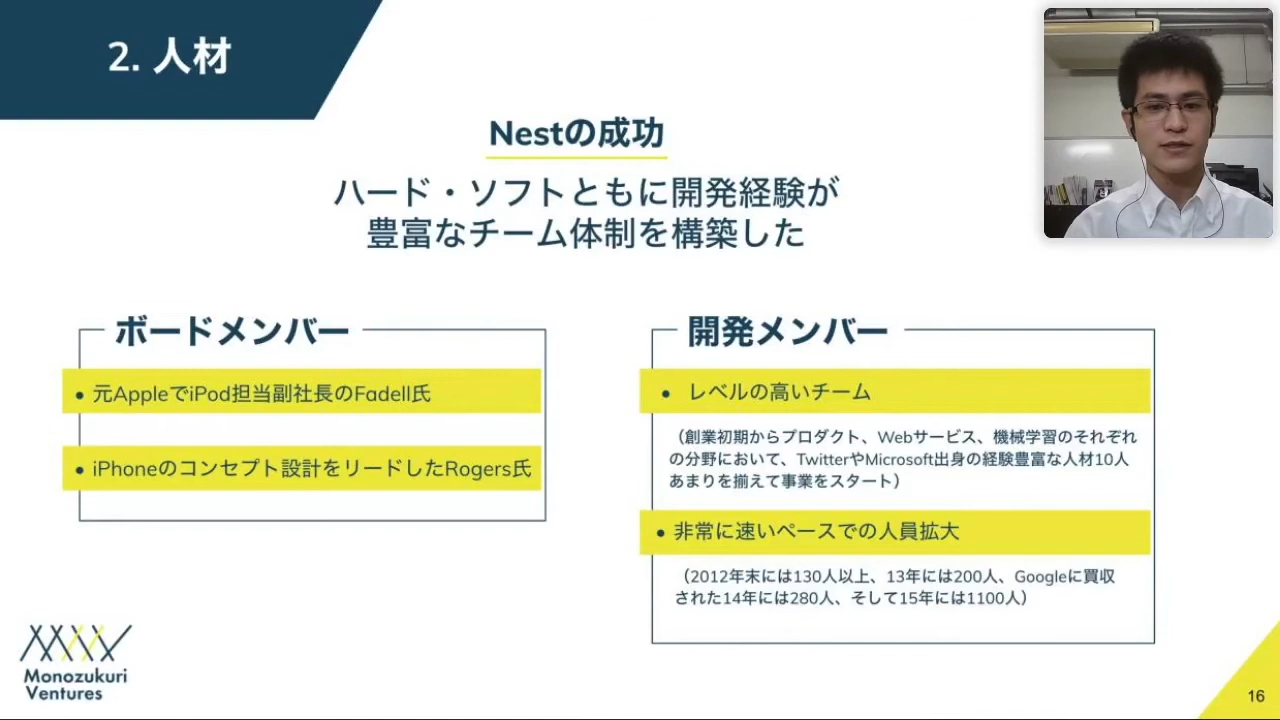 2. 人材
Nestの成功
ハード・ソフトともに開発経験が
豊富なチーム体制を構築した
ボードメンバー
• 元AppleでiPod担当副社長のFadell氏
• iPhoneのコンセプト設計をリードしたRogers氏
開発メンバー
• レベルの高いチーム
（創業初期からプロダクト、Webサービス、機械学習のそれぞれ
の分野において、TwitterやMicrosoft出身の経験豊富な人材10人
あまりを揃えて事業をスタート）
• 非常に速いペースでの人員拡大
（2012年末には130人以上、13年には200人、Googleに買収
された14年には280人、そして15年には1100人）
Monozukuri
Ventures
16